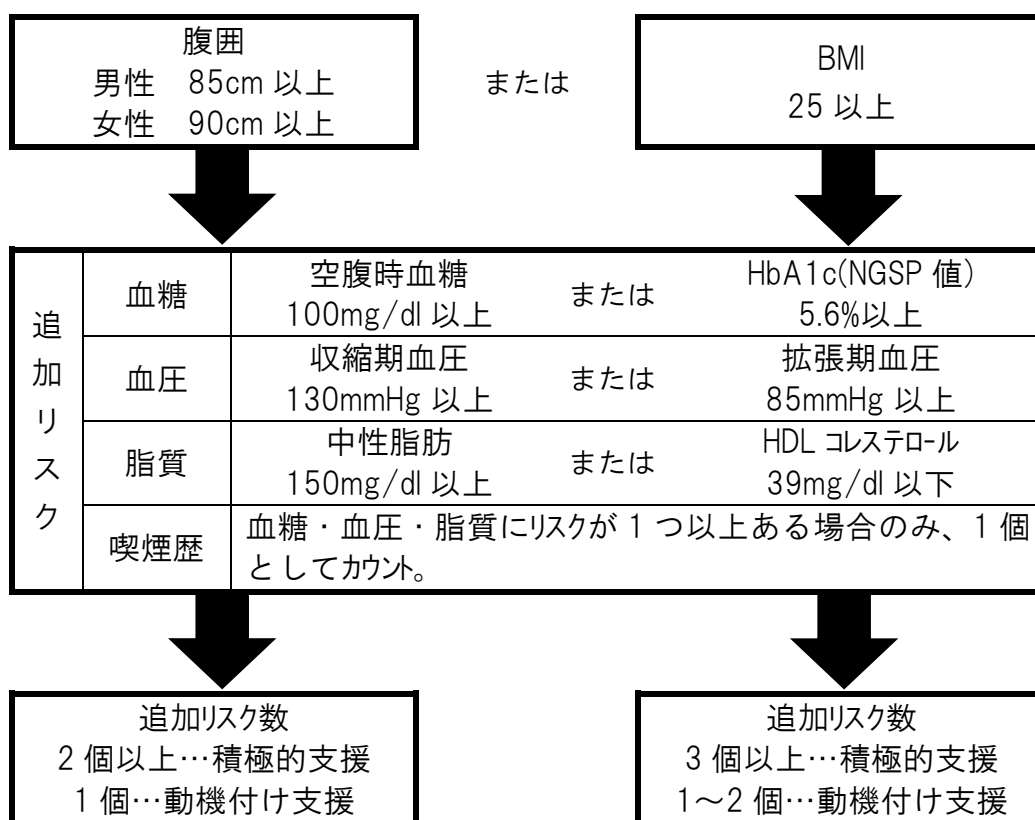 腹囲
男性 85cm 以上
女性 90cm 以上
または
BMI
25 以上
追加リスク
血糖
空腹時血糖
100mg/dl 以上
または
HbA1c(NGSP 値)
5.6%以上
血圧
収縮期血圧
130mmHg 以上
または
拡張期血圧
85mmHg 以上
脂質
中性脂肪
150mg/dl 以上
または
HDL コレステロール
39mg/dl 以下
喫煙歴
血糖・血圧・脂質にリスクが 1 つ以上ある場合のみ、1 個
としてカウント。
追加リスク数
2 個以上…積極的支援
1 個…動機付け支援
追加リスク数
3 個以上…積極的支援
1～2 個…動機付け支援